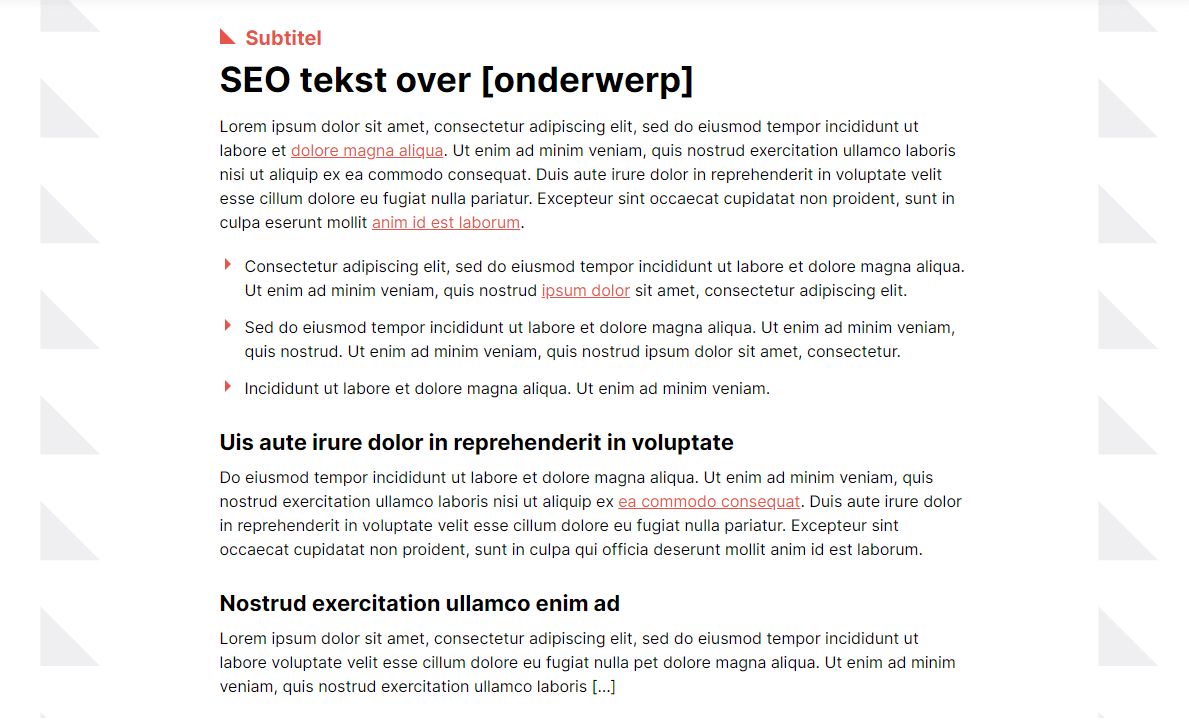 Subtitel
SEO tekst over [onderwerp]
Lorem ipsum dolor sit amet, consectetur adipiscing elit, sed do eiusmod tempor incididunt ut
labore et dolore magna aliqua. Ut enim ad minim veniam, quis nostrud exercitation ullamco laboris
nisi ut aliquip ex ea commodo consequat. Duis aute irure dolor in reprehenderit in voluptate velit
esse cillum dolore eu fugiat nulla pariatur. Excepteur sint occaecat cupidatat non proident, sunt in
culpa eserunt mollit anim id est laborum.
Consectetur adipiscing elit, sed do eiusmod tempor incididunt ut labore et dolore magna aliqua.
Ut enim ad minim veniam, quis nostrud ipsum dolor sit amet, consectetur adipiscing elit.
Sed do eiusmod tempor incididunt ut labore et dolore magna aliqua. Ut enim ad minim veniam,
quis nostrud. Ut enim ad minim veniam, quis nostrud ipsum dolor sit amet, consectetur.
Incididunt ut labore et dolore magna aliqua. Ut enim ad minim veniam.
Uis aute irure dolor in reprehenderit in voluptate
Do eiusmod tempor incididunt ut labore et dolore magna aliqua. Ut enim ad minim veniam, quis
nostrud exercitation ullamco laboris nisi ut aliquip ex ea commodo consequat. Duis aute irure dolor
in reprehenderit in voluptate velit esse cillum dolore eu fugiat nulla pariatur. Excepteur sint
occaecat cupidatat non proident, sunt in culpa qui officia deserunt mollit anim id est laborum.
Nostrud exercitation ullamco enim ad
Lorem ipsum dolor sit amet, consectetur adipiscing elit, sed do eiusmod tempor incididunt ut
labore voluptate velit esse cillum dolore eu fugiat nulla pet dolore magna aliqua. Ut enim ad minim
veniam, quis nostrud exercitation ullamco laboris [...]